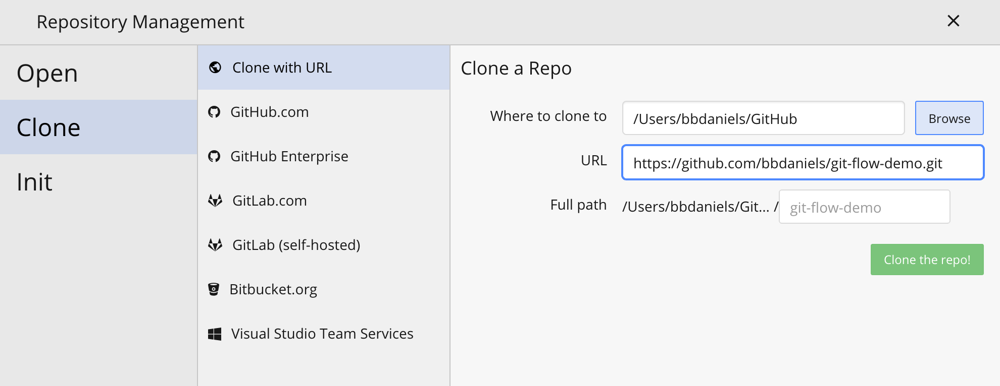 Repository Management
Open
Clone
Init
Clone with URL
GitHub.com
GitHub Enterprise
GitLab.com
GitLab (self-hosted)
Bitbucket.org
Visual Studio Team Services
Clone a Repo
Where to clone to /Users/bbdaniels/GitHub Browse
URL https://github.com/bbdaniels/git-flow-demo.git
Full path /Users/bbdaniels/Git... / git-flow-demo
Clone the repo!